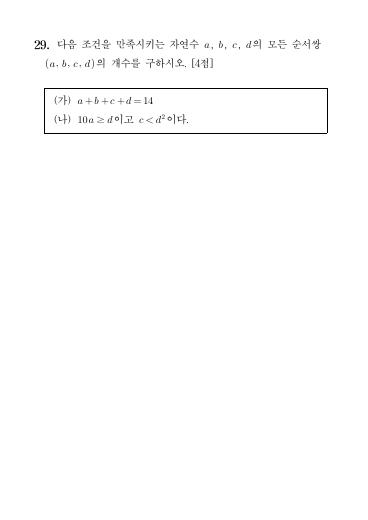 29. 다음 조건을 만족시키는 자연수 a, b, c, d의 모든 순서쌍
(a, b, c, d)의 개수를 구하시오. [4점]
(가) a+b+c+d=14
(나) 10a≥d이고 c<d²이다.